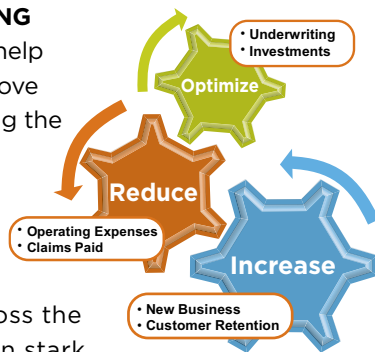 NG
help
ove
g the
• Underwriting
• Investments
Optimize
Reduce
• Operating Expenses
• Claims Paid
Increase
• New Business
• Customer Retention
oss the
n stark